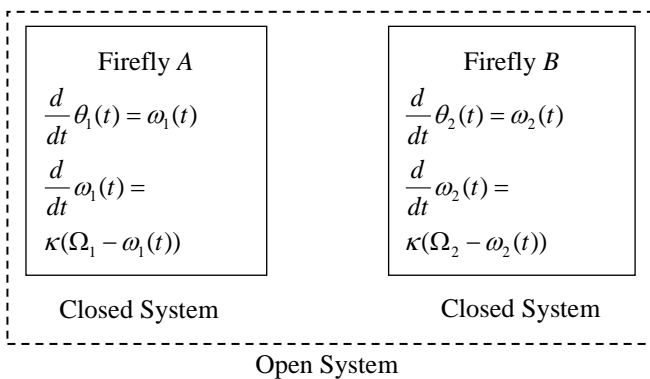 Firefly A
d/dt θ₁(t) = ω₁(t)
d/dt ω₁(t) =
κ(Ω₁ − ω₁(t))
Closed System
Firefly B
d/dt θ₂(t) = ω₂(t)
d/dt ω₂(t) =
κ(Ω₂ − ω₂(t))
Closed System
Open System